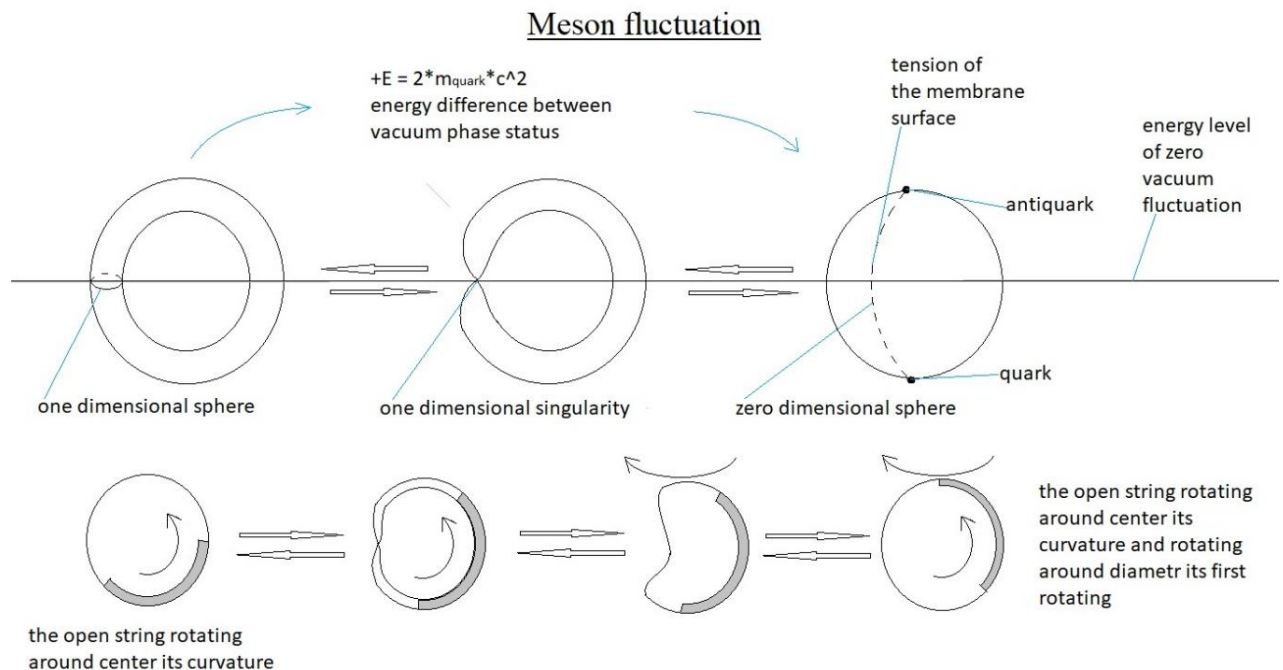 Meson fluctuation
+E = 2*mquark*c^2
energy difference between
vacuum phase status
tension of
the membrane
surface
energy level
of zero
vacuum
fluctuation
antiquark
quark
one dimensional sphere
one dimensional singularity
zero dimensional sphere
the open string rotating
around center its
curvature and rotating
around diametr its first
rotating
the open string rotating
around center its curvature